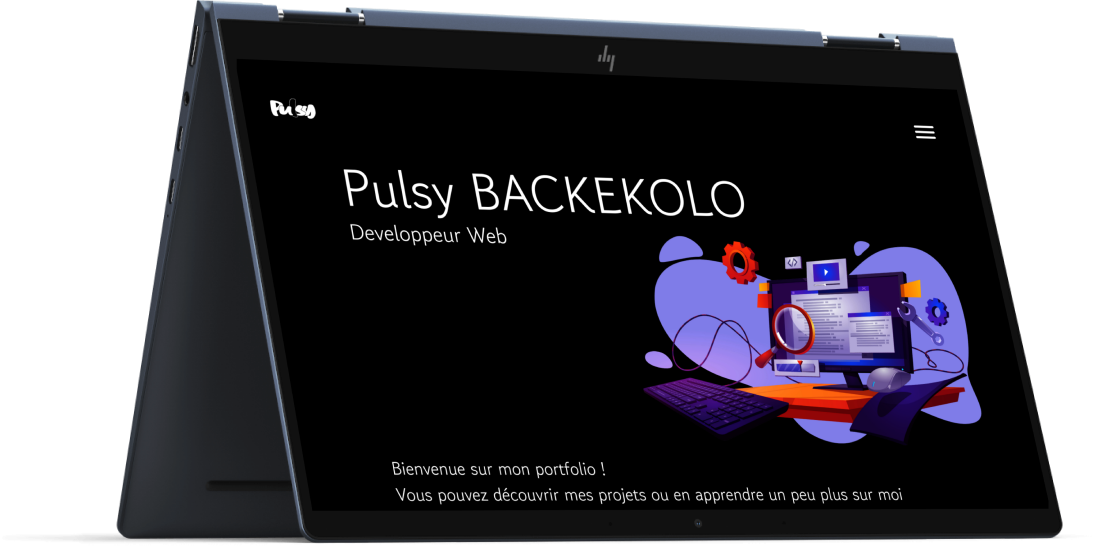 hp
Pulsy
Pulsy BACKEKOLO
Developpeur Web
</>
Bienvenue sur mon portfolio !
Vous pouvez découvrir mes projets ou en apprendre un peu plus sur moi